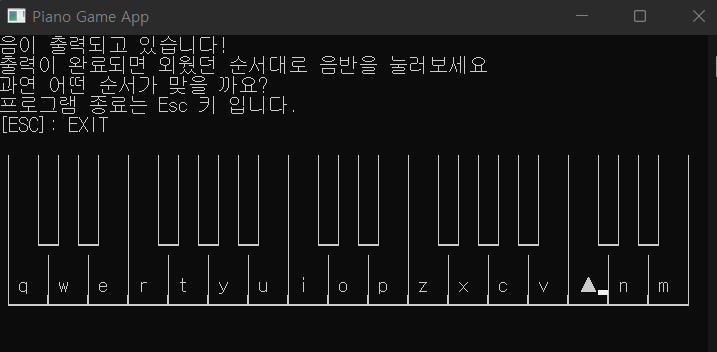 Piano Game App
음이 출력되고 있습니다!
출력이 완료되면 외웠던 순서대로 음반을 눌러보세요
과연 어떤 순서가 맞을 까요?
프로그램 종료는 Esc 키 입니다.
[ESC]: EXIT
q w e r t y u i o p z x c v ▲ n m